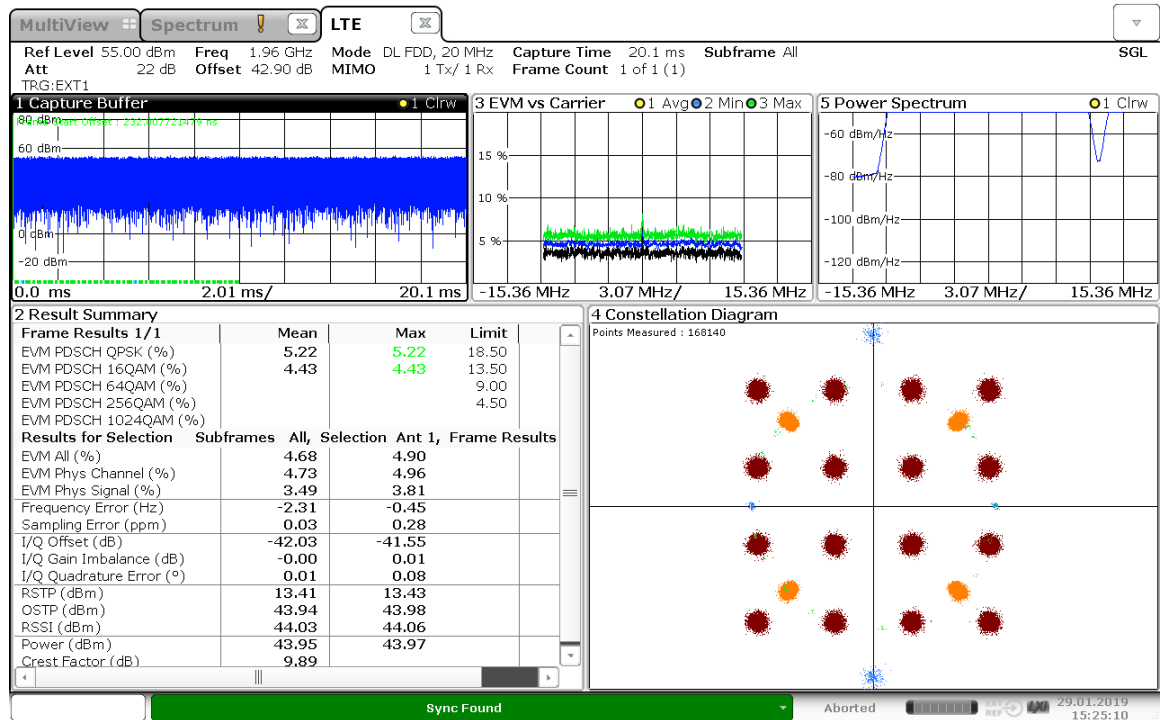 MultiView Spectrum LTE
Ref Level 55.00 dBm Freq 1.96 GHz Mode DL FDD, 20 MHz Capture Time 20.1 ms Subframe All SGL
Att 22 dB Offset 42.90 dB MIMO 1 Tx/ 1 Rx Frame Count 1 of 1 (1)
TRG:EXT1
1 Capture Buffer 1 Clrw
80 dBm
Frame Start Offset : 232.007721479 ns
60 dBm
0 dBm
-20 dBm
0.0 ms 2.01 ms/ 20.1 ms
3 EVM vs Carrier 1 Avg 2 Min 3 Max
15 %
10 %
5 %
-15.36 MHz 3.07 MHz/ 15.36 MHz
5 Power Spectrum 1 Clrw
-60 dBm/Hz
-80 dBm/Hz
-100 dBm/Hz
-120 dBm/Hz
-15.36 MHz 3.07 MHz/ 15.36 MHz
2 Result Summary
Frame Results 1/1 Mean Max Limit
EVM PDSCH QPSK (%) 5.22 5.22 18.50
EVM PDSCH 16QAM (%) 4.43 4.43 13.50
EVM PDSCH 64QAM (%) 9.00
EVM PDSCH 256QAM (%) 4.50
EVM PDSCH 1024QAM (%)
Results for Selection Subframes All, Selection Ant 1, Frame Results
EVM All (%) 4.68 4.90
EVM Phys Channel (%) 4.73 4.96
EVM Phys Signal (%) 3.49 3.81
Frequency Error (Hz) -2.31 -0.45
Sampling Error (ppm) 0.03 0.28
I/Q Offset (dB) -42.03 -41.55
I/Q Gain Imbalance (dB) -0.00 0.01
I/Q Quadrature Error (°) 0.01 0.08
RSTP (dBm) 13.41 13.43
OSTP (dBm) 43.94 43.98
RSSI (dBm) 44.03 44.06
Power (dBm) 43.95 43.97
Crest Factor (dB) 9.89
4 Constellation Diagram
Points Measured : 168140
Sync Found
Aborted
EXT
REF
LXI
29.01.2019
15:25:10